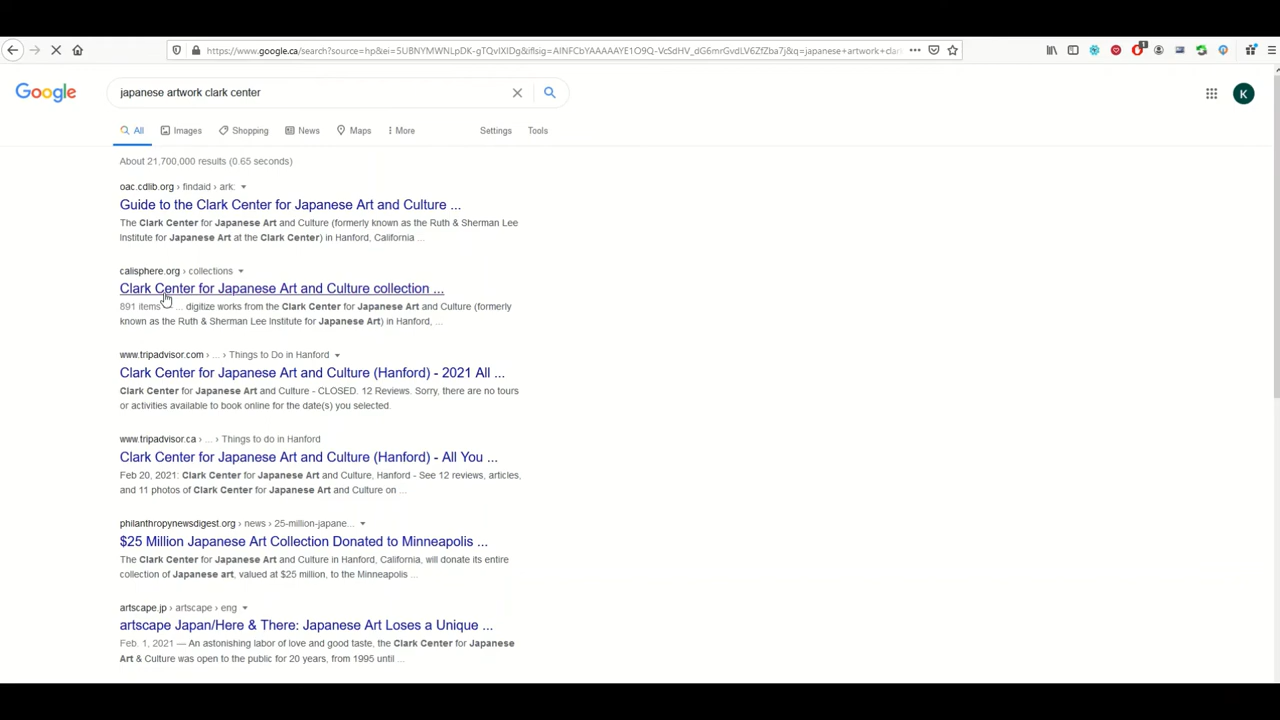 https://www.google.ca/search?source=hp&ei=5UBNYMWNLpDK-gTQvIXIDg&iflsig=AINFCbYAAAAAYE1O9Q-VcSdHV_dG6mrGvdLV6ZfZba7j&q=japanese+artwork+clar
1
Google
japanese artwork clark center
K
All
Images
Shopping
News
Maps
More
Settings
Tools
About 21,700,000 results (0.65 seconds)
oac.cdlib.org › findaid › ark:
Guide to the Clark Center for Japanese Art and Culture ...
The Clark Center for Japanese Art and Culture (formerly known as the Ruth & Sherman Lee
Institute for Japanese Art at the Clark Center) in Hanford, California ...
calisphere.org › collections
Clark Center for Japanese Art and Culture collection ...
891 items — ... digitize works from the Clark Center for Japanese Art and Culture (formerly
known as the Ruth & Sherman Lee Institute for Japanese Art) in Hanford, ...
www.tripadvisor.com › ... › Things to Do in Hanford
Clark Center for Japanese Art and Culture (Hanford) - 2021 All ...
Clark Center for Japanese Art and Culture - CLOSED. 12 Reviews. Sorry, there are no tours
or activities available to book online for the date(s) you selected.
www.tripadvisor.ca › ... › Things to do in Hanford
Clark Center for Japanese Art and Culture (Hanford) - All You ...
Feb 20, 2021: Clark Center for Japanese Art and Culture, Hanford - See 12 reviews, articles,
and 11 photos of Clark Center for Japanese Art and Culture on ...
philanthropynewsdigest.org › news › 25-million-japane...
$25 Million Japanese Art Collection Donated to Minneapolis ...
The Clark Center for Japanese Art and Culture in Hanford, California, will donate its entire
collection of Japanese art, valued at $25 million, to the Minneapolis ...
artscape.jp › artscape › eng
artscape Japan/Here & There: Japanese Art Loses a Unique ...
Feb. 1, 2021 — An astonishing labor of love and good taste, the Clark Center for Japanese
Art & Culture was open to the public for 20 years, from 1995 until ...